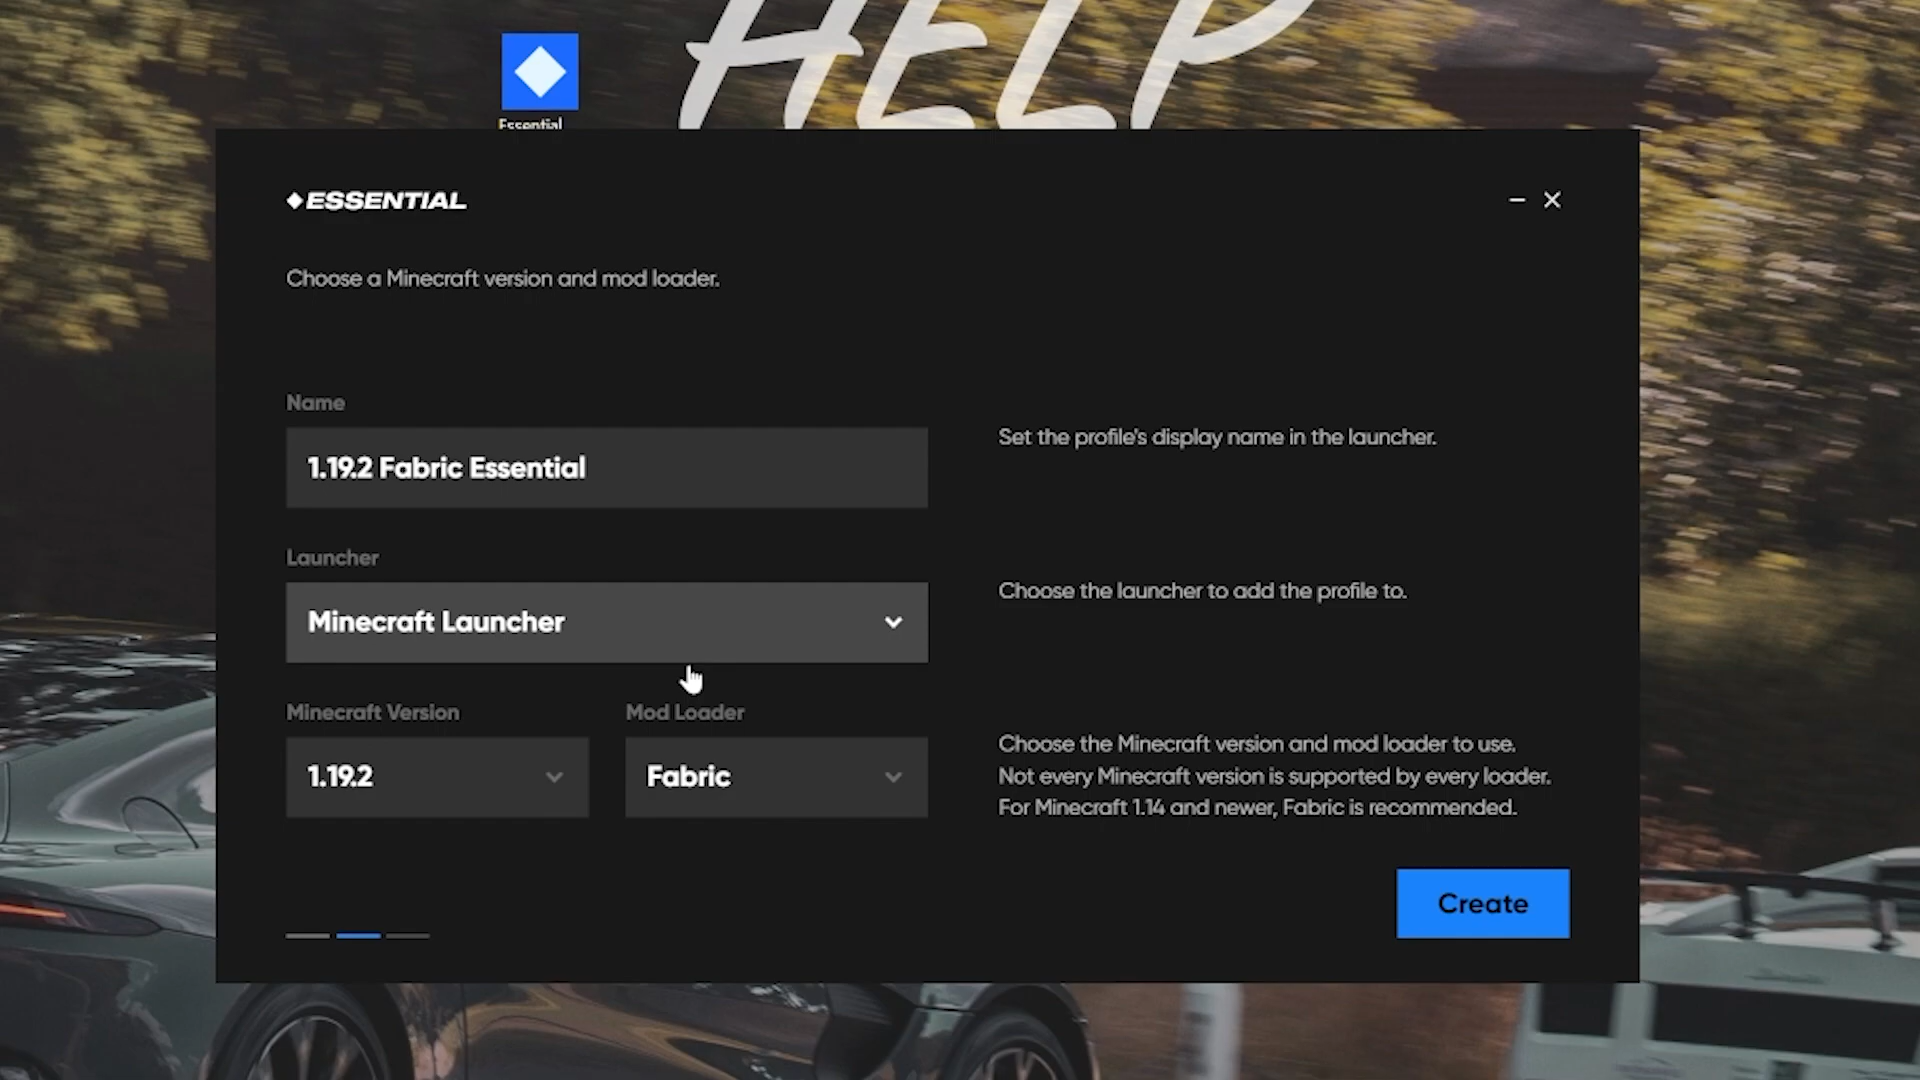 HELP
Essential
ESSENTIAL
Choose a Minecraft version and mod loader.
Name
1.19.2 Fabric Essential
Set the profile's display name in the launcher.
Launcher
Minecraft Launcher
Choose the launcher to add the profile to.
Minecraft Version
Mod Loader
1.19.2
Fabric
Choose the Minecraft version and mod loader to use.
Not every Minecraft version is supported by every loader.
For Minecraft 1.14 and newer, Fabric is recommended.
Create